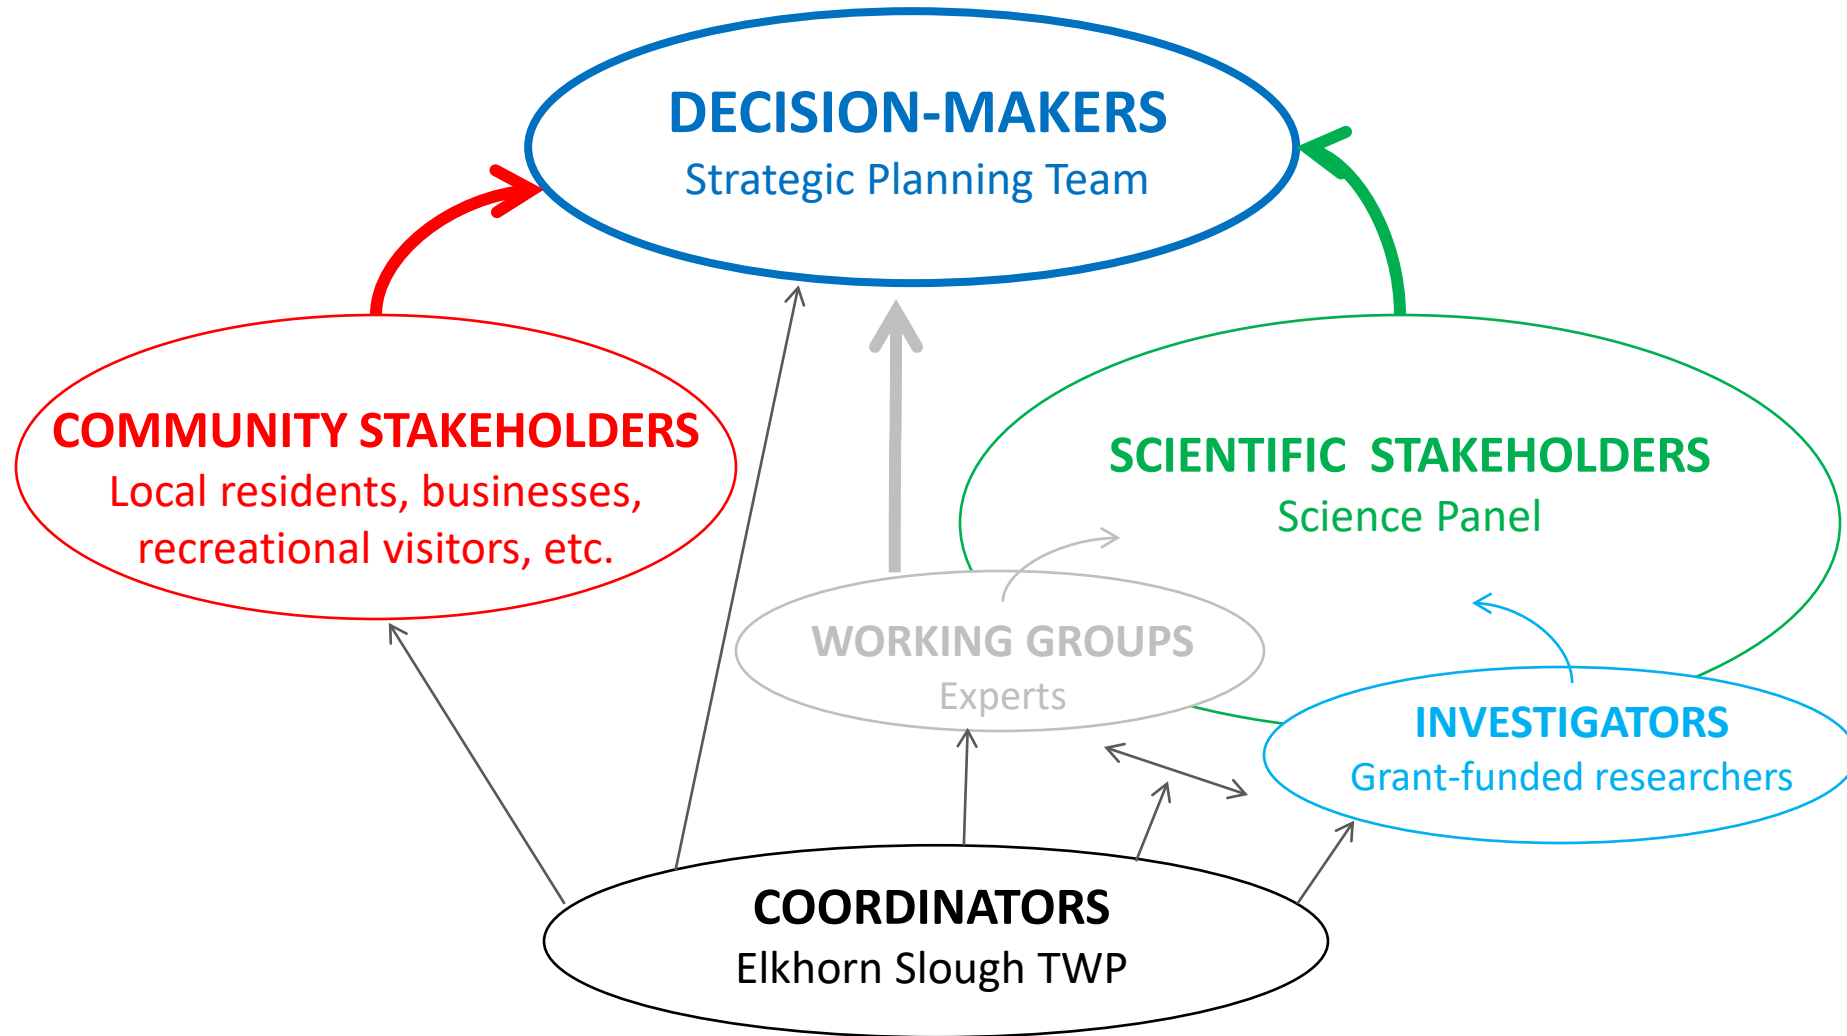 DECISION-MAKERS
Strategic Planning Team
COMMUNITY STAKEHOLDERS
Local residents, businesses,
recreational visitors, etc.
SCIENTIFIC STAKEHOLDERS
Science Panel
WORKING GROUPS
Experts
INVESTIGATORS
Grant-funded researchers
COORDINATORS
Elkhorn Slough TWP